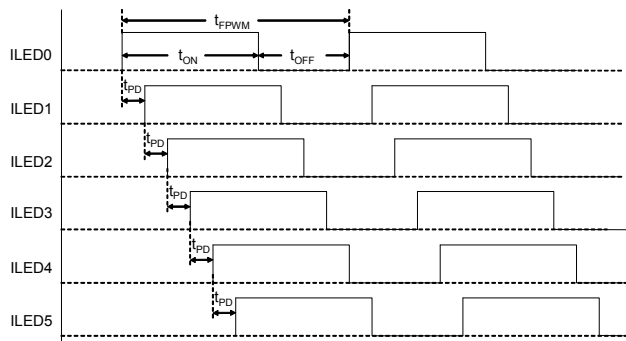 tFPWM
ILED0
tON tOFF
tPD
ILED1
tPD
ILED2
tPD
ILED3
tPD
ILED4
tPD
ILED5